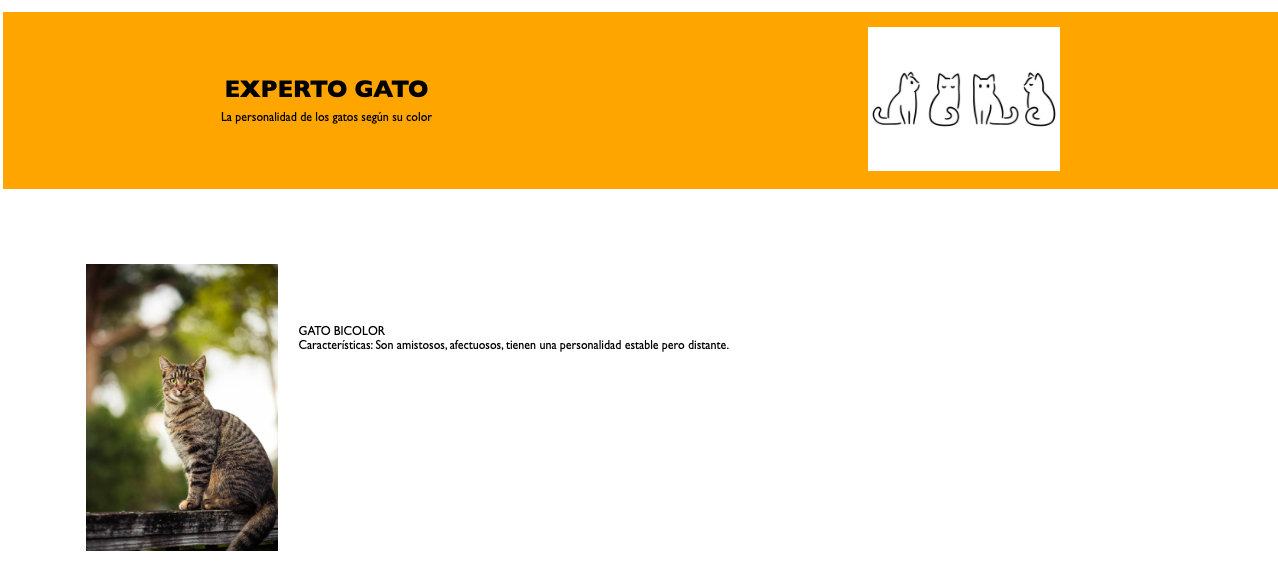 EXPERTO GATO
La personalidad de los gatos según su color
GATO BICOLOR
Características: Son amistosos, afectuosos, tienen una personalidad estable pero distante.